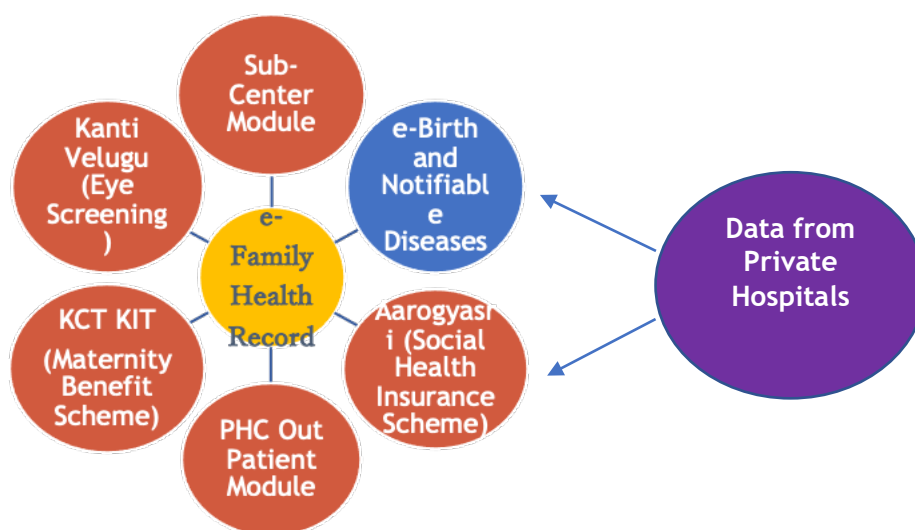 Sub-
Center
Module
e-Birth
and
Notifiabl
e
Diseases
Aarogyasr
i (Social
Health
Insurance
Scheme)
PHC Out
Patient
Module
KCT KIT
(Maternity
Benefit
Scheme)
Kanti
Velugu
(Eye
Screening
)
e-
Family
Health
Record
Data from
Private
Hospitals